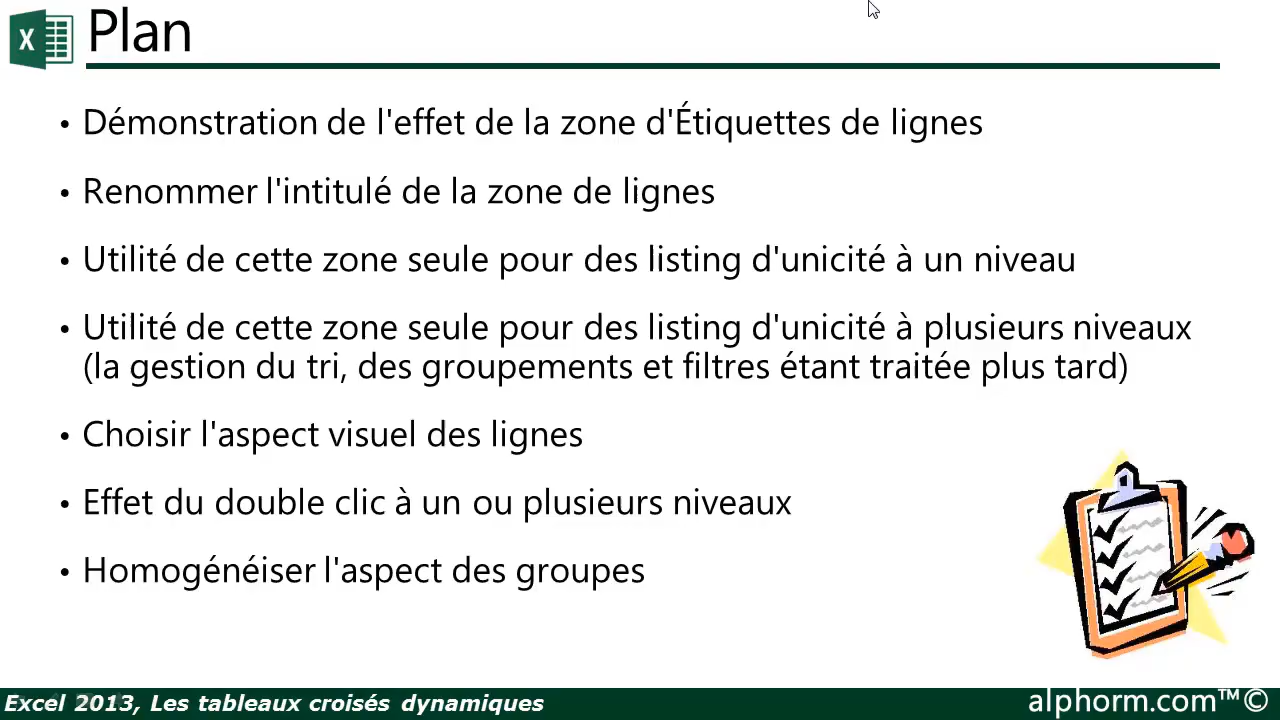 Plan
• Démonstration de l'effet de la zone d'Étiquettes de lignes
• Renommer l'intitulé de la zone de lignes
• Utilité de cette zone seule pour des listing d'unicité à un niveau
• Utilité de cette zone seule pour des listing d'unicité à plusieurs niveaux
(la gestion du tri, des groupements et filtres étant traitée plus tard)
• Choisir l'aspect visuel des lignes
• Effet du double clic à un ou plusieurs niveaux
• Homogénéiser l'aspect des groupes
Excel 2013, Les tableaux croisés dynamiques
alphorm.com™©